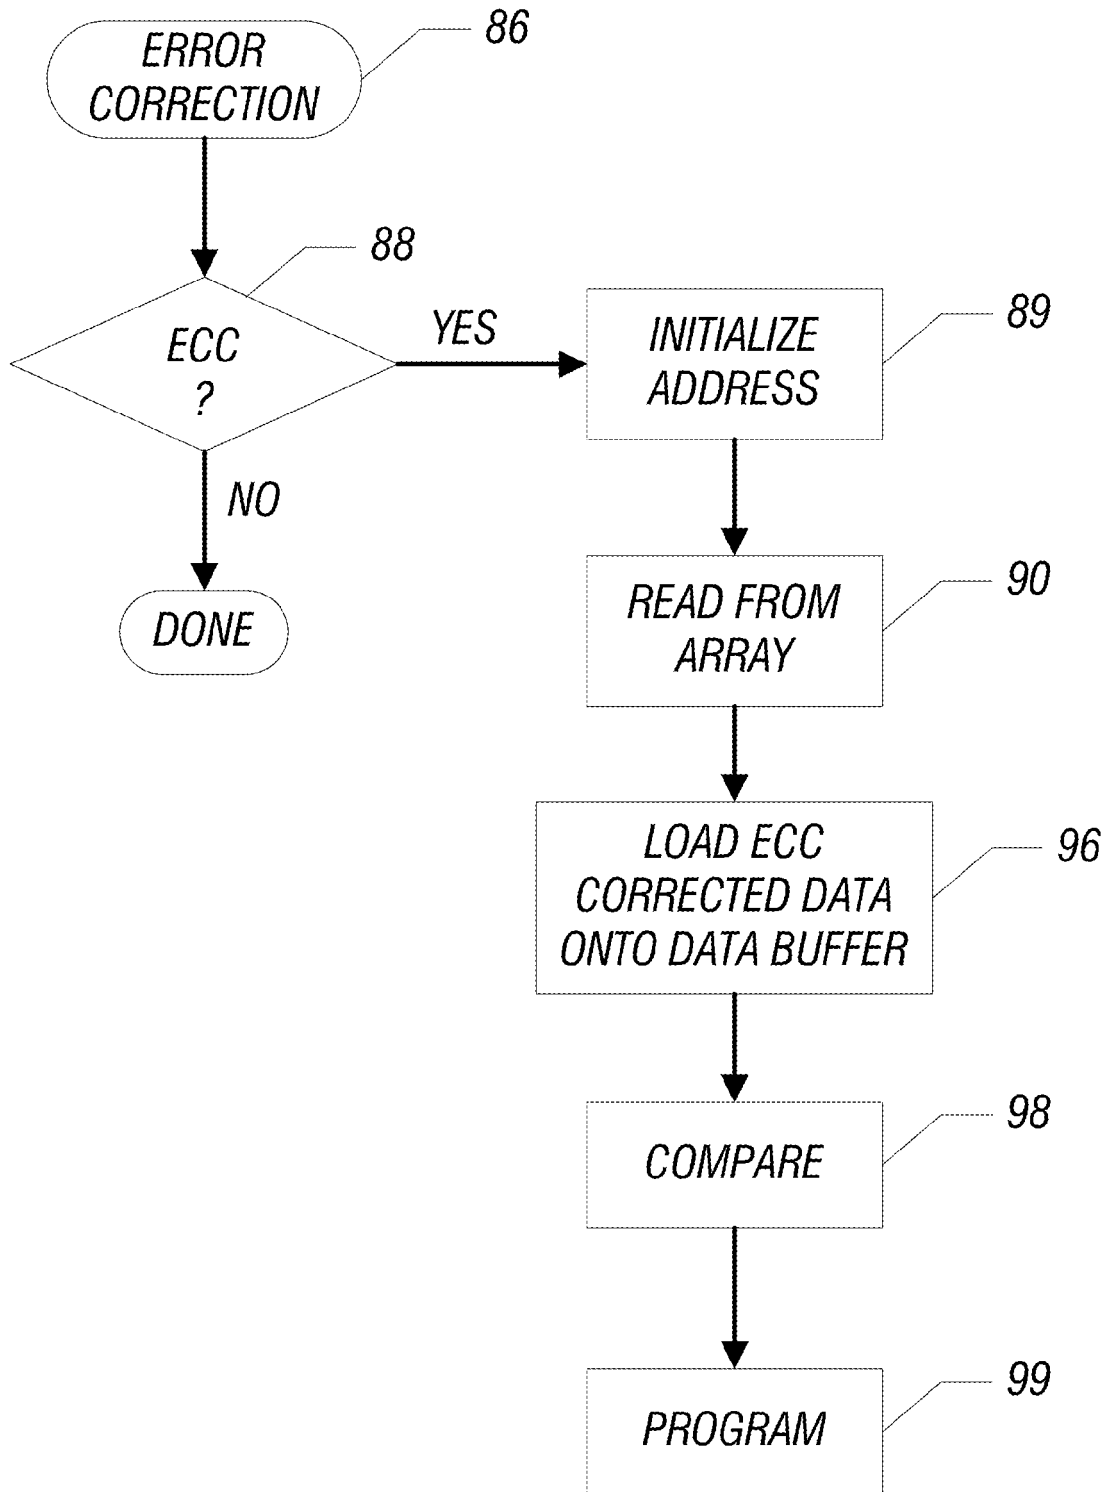 ERROR
CORRECTION
86
88
ECC
?
YES
NO
DONE
INITIALIZE
ADDRESS
89
READ FROM
ARRAY
90
LOAD ECC
CORRECTED DATA
ONTO DATA BUFFER
96
COMPARE
98
PROGRAM
99